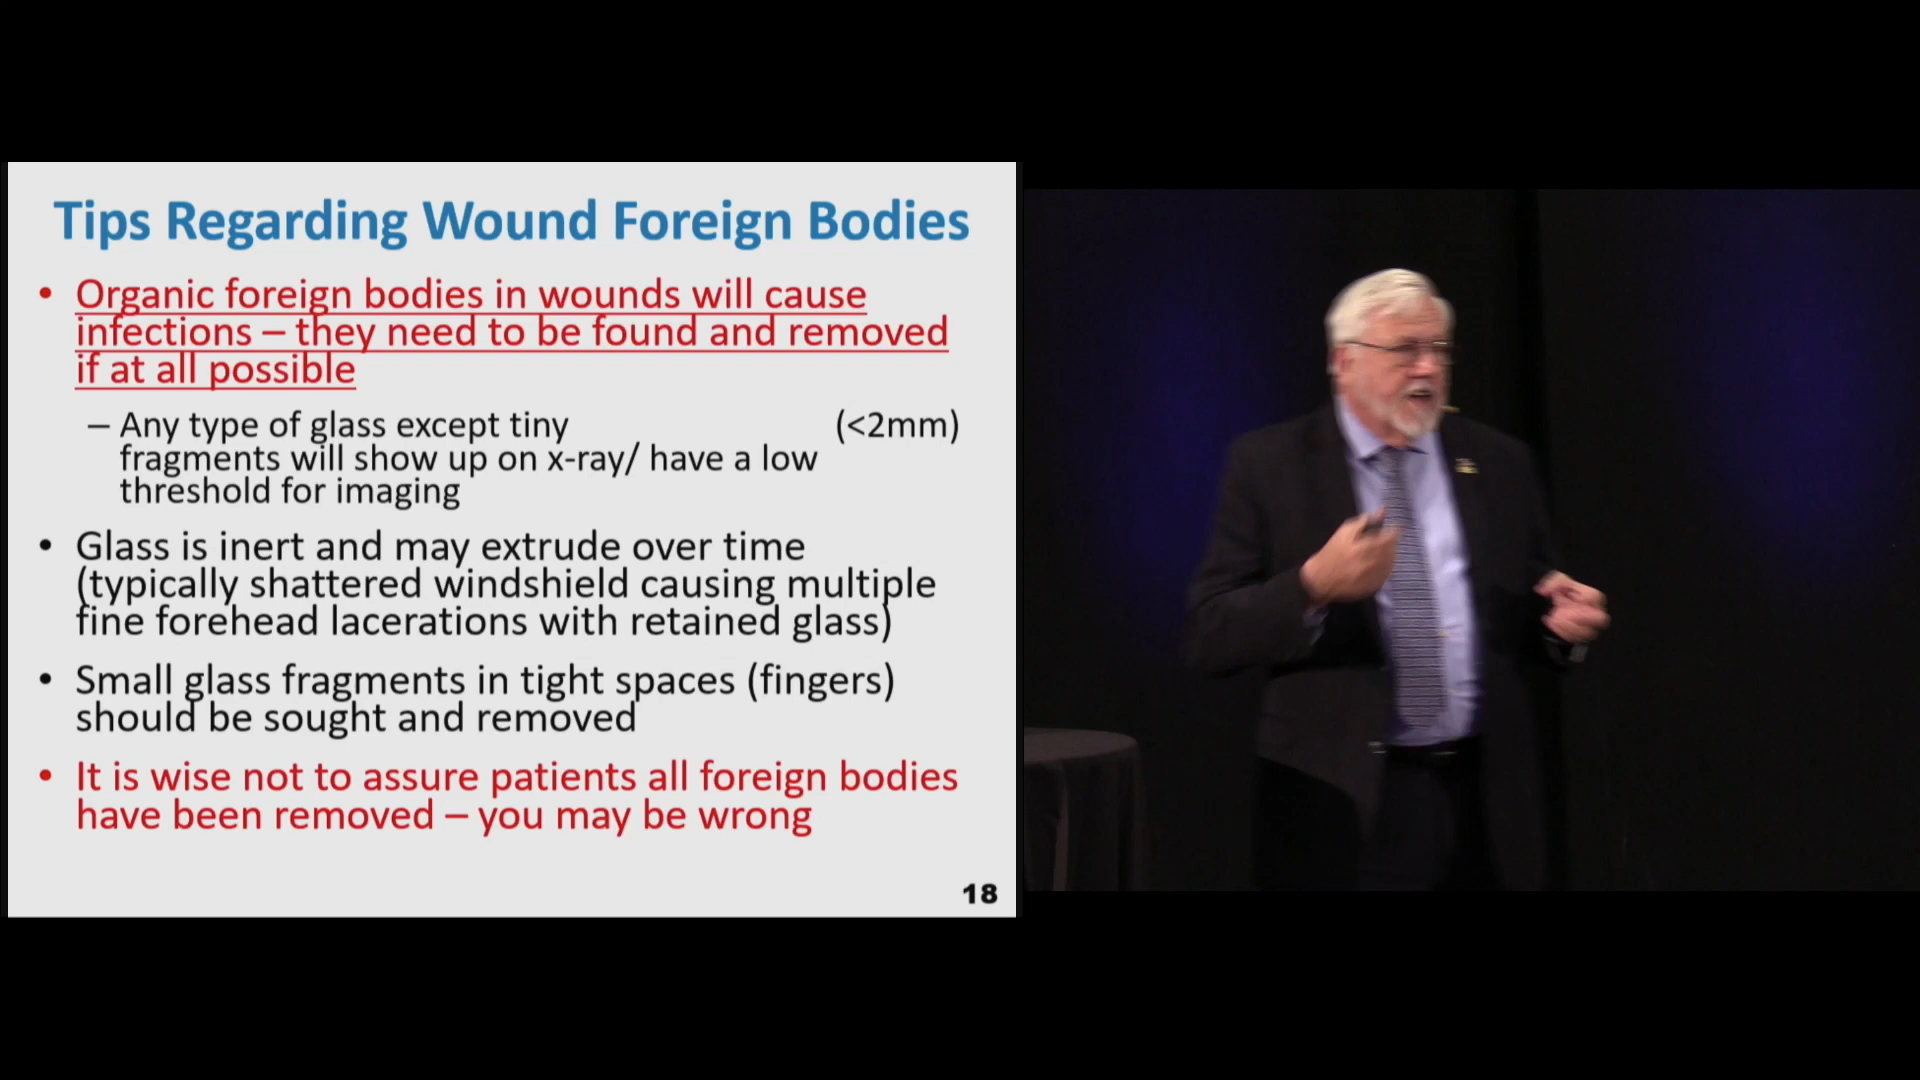 Tips Regarding Wound Foreign Bodies
• Organic foreign bodies in wounds will cause
infections – they need to be found and removed
if at all possible
– Any type of glass except tiny (<2mm)
fragments will show up on x-ray/ have a low
threshold for imaging
• Glass is inert and may extrude over time
(typically shattered windshield causing multiple
fine forehead lacerations with retained glass)
• Small glass fragments in tight spaces (fingers)
should be sought and removed
• It is wise not to assure patients all foreign bodies
have been removed – you may be wrong
18